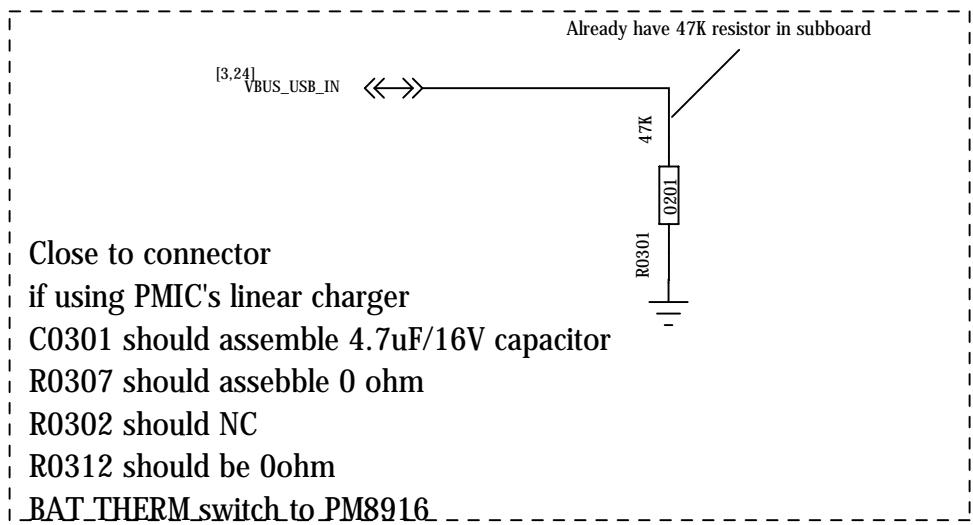 Already have 47K resistor in subboard
[3,24]
VBUS_USB_IN
47K
0201
R0301
Close to connector
if using PMIC's linear charger
C0301 should assemble 4.7uF/16V capacitor
R0307 should assebble 0 ohm
R0302 should NC
R0312 should be 0ohm
BAT THERM switch to PM8916